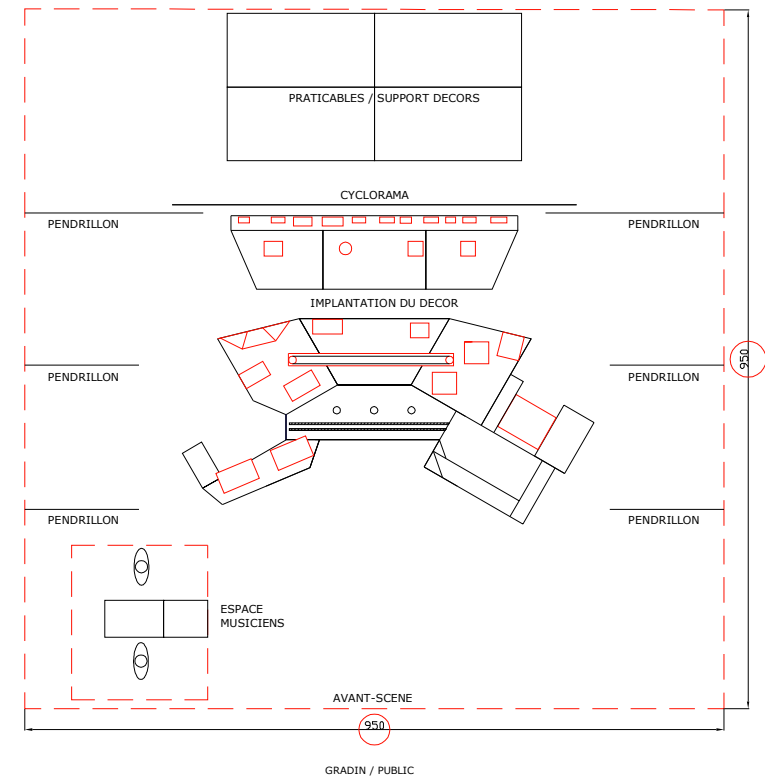 PRATICABLES / SUPPORT DECORS
CYCLORAMA
PENDRILLON
PENDRILLON
IMPLANTATION DU DECOR
950
PENDRILLON
PENDRILLON
PENDRILLON
PENDRILLON
ESPACE
MUSICIENS
AVANT-SCENE
950
GRADIN / PUBLIC